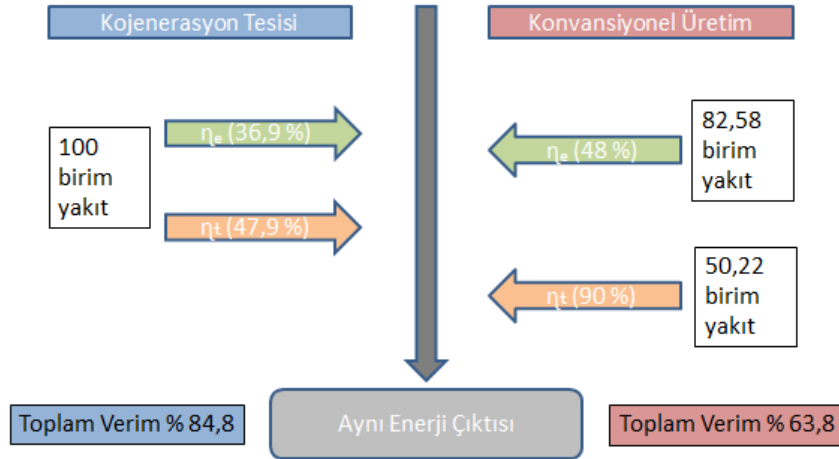 Kojenerasyon Tesisi
Konvansiyonel Üretim
100
birim
yakıt
ηₑ (36,9 %)
ηₜ (47,9 %)
ηₑ (48 %)
82,58
birim
yakıt
ηₜ (90 %)
50,22
birim
yakıt
Toplam Verim % 84,8
Aynı Enerji Çıktısı
Toplam Verim % 63,8